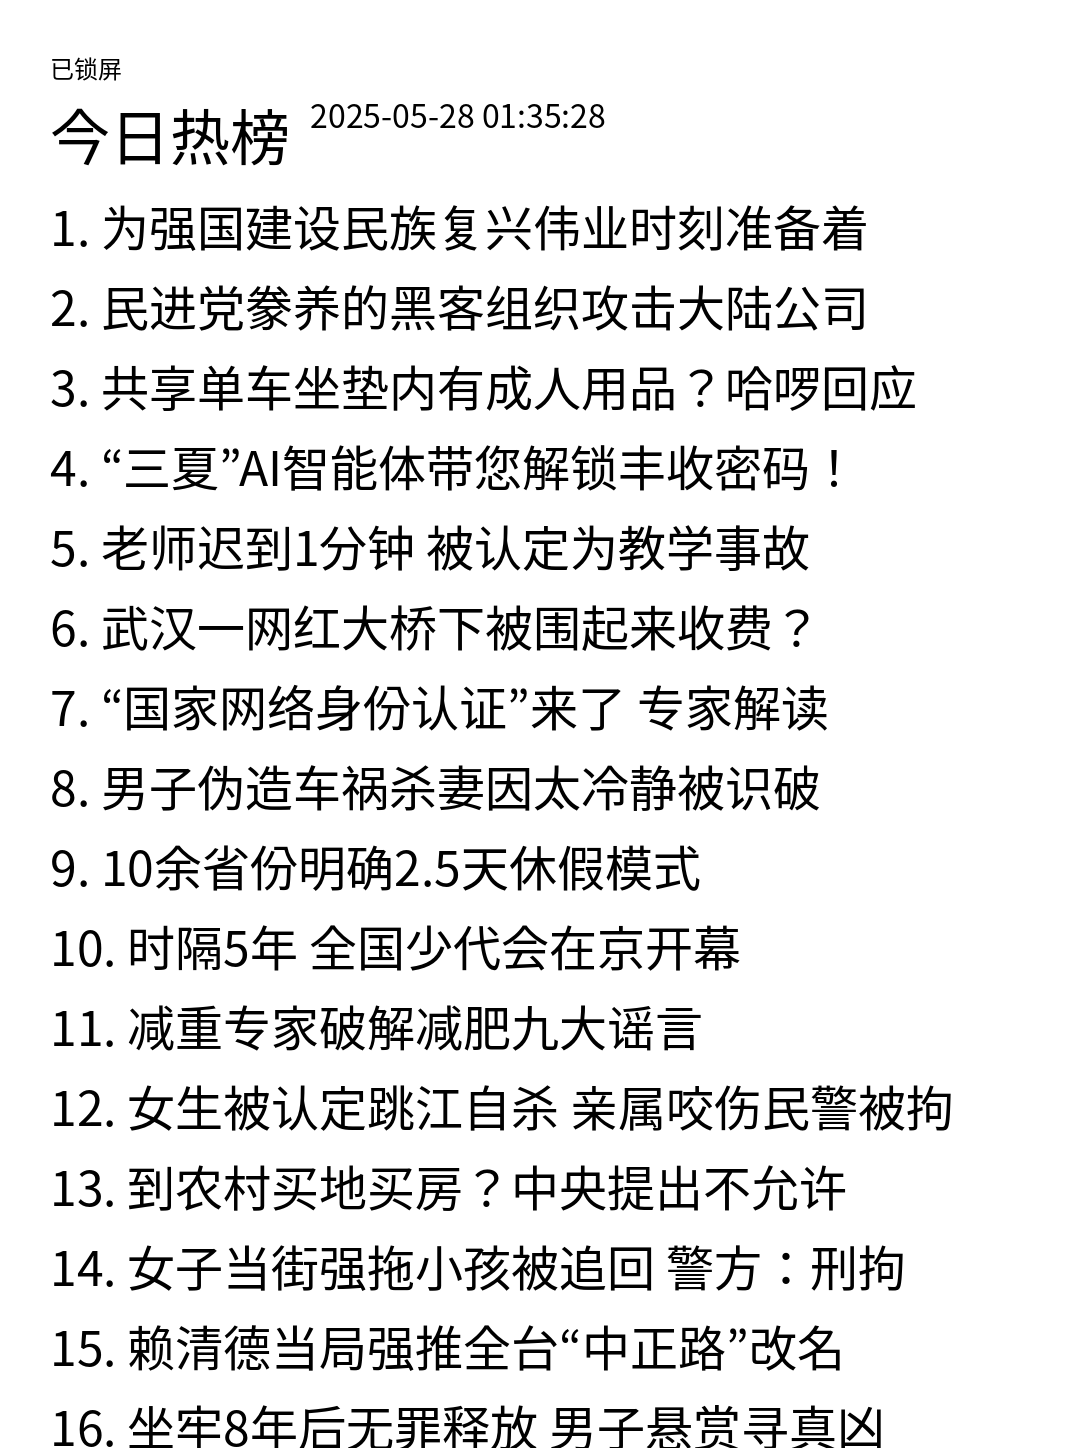 已锁屏
今日热榜 2025-05-28 01:35:28
1. 为强国建设民族复兴伟业时刻准备着
2. 民进党豢养的黑客组织攻击大陆公司
3. 共享单车坐垫内有成人用品？哈啰回应
4. “三夏”AI智能体带您解锁丰收密码！
5. 老师迟到1分钟 被认定为教学事故
6. 武汉一网红大桥下被围起来收费？
7. “国家网络身份认证”来了 专家解读
8. 男子伪造车祸杀妻因太冷静被识破
9. 10余省份明确2.5天休假模式
10. 时隔5年 全国少代会在京开幕
11. 减重专家破解减肥九大谣言
12. 女生被认定跳江自杀 亲属咬伤民警被拘
13. 到农村买地买房？中央提出不允许
14. 女子当街强拖小孩被追回 警方：刑拘
15. 赖清德当局强推全台“中正路”改名
16. 坐牢8年后无罪释放 男子悬赏寻真凶